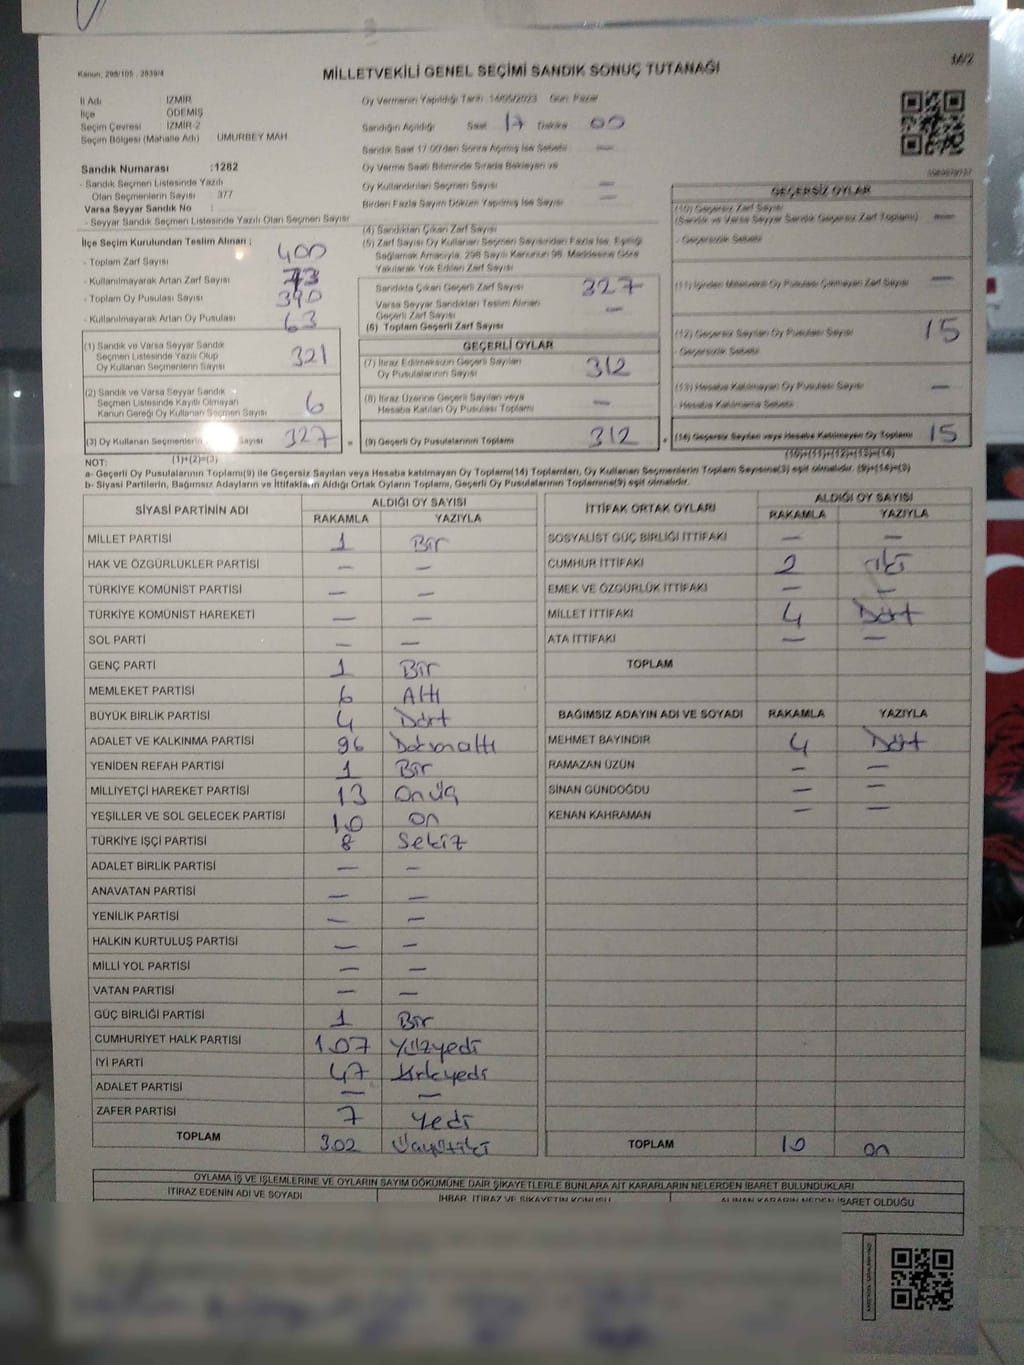 M/2
Kanun: 298/105 , 2839/4
MİLLETVEKİLİ GENEL SEÇİMİ SANDIK SONUÇ TUTANAĞI
İl Adı : İZMİR
İlçe : ÖDEMİŞ
Seçim Çevresi : İZMİR-2
Seçim Bölgesi (Mahalle Adı) : UMURBEY MAH.
Sandık Numarası : 1282
- Sandık Seçmen Listesinde Yazılı
Olan Seçmenlerin Sayısı : 377
Varsa Seyyar Sandık No :
- Seyyar Sandık Seçmen Listesinde Yazılı Olan Seçmen Sayısı
Oy Vermenin Yapıldığı Tarih :14/05/2023 Gün: Pazar
Sandığın Açıldığı Saat 17 Dakika 00
Sandık Saat 17:00'den Sonra Açılmış İse Sebebi —
Oy Verme Saati Bitiminde Sırada Bekleyen ve
Oy Kullandırılan Seçmen Sayısı —
Birden Fazla Sayım Döküm Yapılmış İse Sayısı —
İlçe Seçim Kurulundan Teslim Alınan :
- Toplam Zarf Sayısı 400
- Kullanılmayarak Artan Zarf Sayısı 73
- Toplam Oy Pusulası Sayısı 390
- Kullanılmayarak Artan Oy Pusulası 63
(1) Sandık ve Varsa Seyyar Sandık
Seçmen Listesinde Yazılı Olup
Oy Kullanan Seçmenlerin Sayısı 321
(2) Sandık ve Varsa Seyyar Sandık
Seçmen Listesinde Kayıtlı Olmayan
Kanun Gereği Oy Kullanan Seçmen Sayısı 6
(3) Oy Kullanan Seçmenlerin Sayısı 327
(1)+(2)=(3)
(4) Sandıktan Çıkan Zarf Sayısı
(5) Zarf Sayısı Oy Kullanan Seçmen Sayısından Fazla İse, Eşitliği
Sağlamak Amacıyla, 298 Sayılı Kanunun 98. Maddesine Göre
Yakılarak Yok Edilen Zarf Sayısı
Sandıkta Çıkan Geçerli Zarf Sayısı 327
Varsa Seyyar Sandıktan Teslim Alınan
Geçerli Zarf Sayısı —
(6) Toplam Geçerli Zarf Sayısı
GEÇERLİ OYLAR
(7) İtiraz Edilmeksizin Geçerli Sayılan
Oy Pusulalarının Sayısı 312
(8) İtiraz Üzerine Geçerli Sayılan veya
Hesaba Katılan Oy Pusulası Toplamı —
= (9) Geçerli Oy Pusulalarının Toplamı 312
GEÇERSİZ OYLAR
(10) Geçersiz Zarf Sayısı
(Sandık ve Varsa Seyyar Sandık Geçersiz Zarf Toplamı) —
- Geçersizlik Sebebi
(11) İçinden Milletvekili Oy Pusulası Çıkmayan Zarf Sayısı —
(12) Geçersiz Sayılan Oy Pusulası Sayısı 15
- Geçersizlik Sebebi
(13) Hesaba Katılmayan Oy Pusulası Sayısı —
- Hesaba Katılmama Sebebi
+ (14) Geçersiz Sayılan veya Hesaba Katılmayan Oy Toplamı 15
(10)+(11)+(12)+(13)=(14)
NOT:
a- Geçerli Oy Pusulalarının Toplamı(9) ile Geçersiz Sayılan veya Hesaba katılmayan Oy Toplamı(14) Toplamları, Oy Kullanan Seçmenlerin Toplam Sayısına(3) eşit olmalıdır. (9)+(14)=(3)
b- Siyasi Partilerin, Bağımsız Adayların ve İttifakların Aldığı Ortak Oyların Toplamı, Geçerli Oy Pusulalarının Toplamına(9) eşit olmalıdır.
SİYASİ PARTİNİN ADI ALDIĞI OY SAYISI
RAKAMLA YAZIYLA
MİLLET PARTİSİ 1 Bir
HAK VE ÖZGÜRLÜKLER PARTİSİ — —
TÜRKİYE KOMÜNİST PARTİSİ — —
TÜRKİYE KOMÜNİST HAREKETİ — —
SOL PARTİ — —
GENÇ PARTİ 1 Bir
MEMLEKET PARTİSİ 6 Altı
BÜYÜK BİRLİK PARTİSİ 4 Dört
ADALET VE KALKINMA PARTİSİ 96 Doksanaltı
YENİDEN REFAH PARTİSİ 1 Bir
MİLLİYETÇİ HAREKET PARTİSİ 13 Onüç
YEŞİLLER VE SOL GELECEK PARTİSİ 10 on
TÜRKİYE İŞÇİ PARTİSİ 8 Sekiz
ADALET BİRLİK PARTİSİ — —
ANAVATAN PARTİSİ — —
YENİLİK PARTİSİ — —
HALKIN KURTULUŞ PARTİSİ — —
MİLLİ YOL PARTİSİ — —
VATAN PARTİSİ — —
GÜÇ BİRLİĞİ PARTİSİ 1 Bir
CUMHURİYET HALK PARTİSİ 107 Yüzyedi
İYİ PARTİ 47 Kırkyedi
ADALET PARTİSİ — —
ZAFER PARTİSİ 7 Yedi
TOPLAM 302 Üçyüziki
İTTİFAK ORTAK OYLARI ALDIĞI OY SAYISI
RAKAMLA YAZIYLA
SOSYALİST GÜÇ BİRLİĞİ İTTİFAKI — —
CUMHUR İTTİFAKI 2 iki
EMEK VE ÖZGÜRLÜK İTTİFAKI — —
MİLLET İTTİFAKI 4 Dört
ATA İTTİFAKI — —
TOPLAM
BAĞIMSIZ ADAYIN ADI VE SOYADI RAKAMLA YAZIYLA
MEHMET BAYINDIR 4 Dört
RAMAZAN ÜZÜN — —
SİNAN GÜNDOĞDU — —
KENAN KAHRAMAN — —
TOPLAM 10 on
OYLAMA İŞ VE İŞLEMLERİNE VE OYLARIN SAYIM DÖKÜMÜNE DAİR ŞİKAYETLERLE BUNLARA AİT KARARLARIN NELERDEN İBARET BULUNDUKLARI
İTİRAZ EDENİN ADI VE SOYADI İHBAR, İTİRAZ VE ŞİKAYETİN KONUSU ALINAN KARARIN NEDEN İBARET OLDUĞU